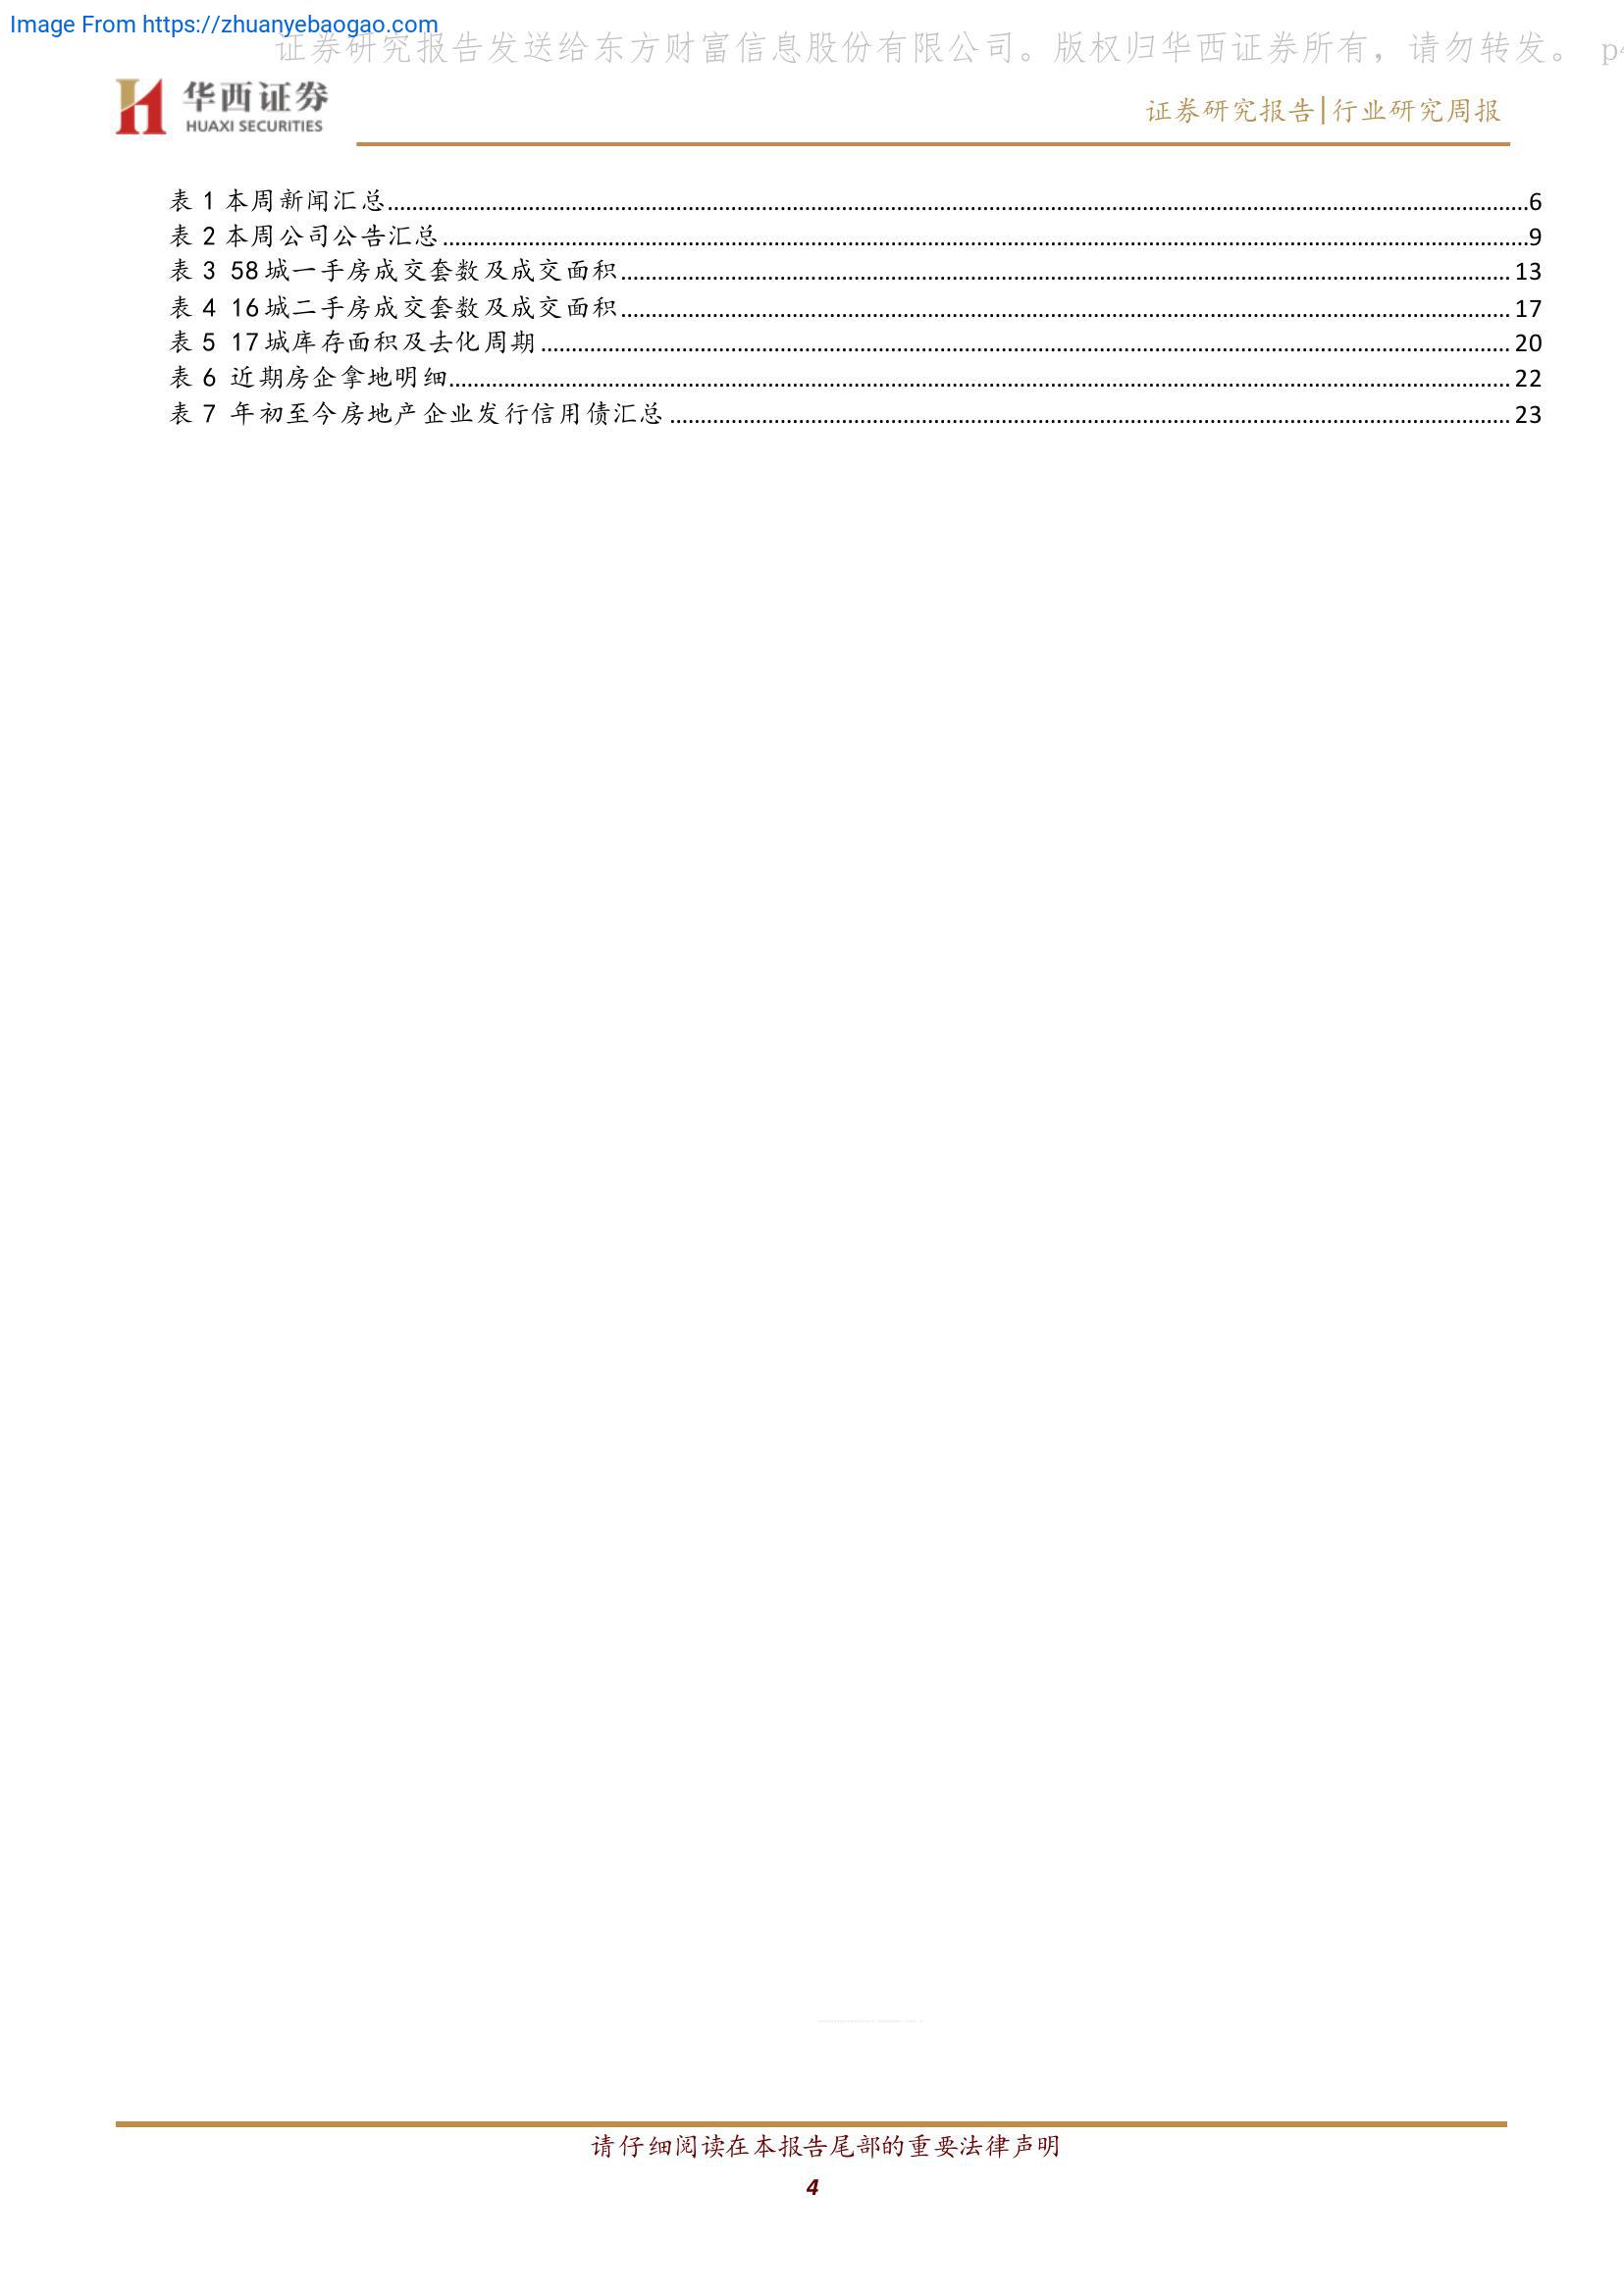 Image From https://zhuanyebaogao.com
证券研究报告发送给东方财富信息股份有限公司。版权归华西证券所有，请勿转发。 p4
华西证券
HUAXI SECURITIES
证券研究报告|行业研究周报
表 1 本周新闻汇总 6
表 2 本周公司公告汇总 9
表 3 58 城一手房成交套数及成交面积 13
表 4 16 城二手房成交套数及成交面积 17
表 5 17 城库存面积及去化周期 20
表 6 近期房企拿地明细 22
表 7 年初至今房地产企业发行信用债汇总 23
请仔细阅读在本报告尾部的重要法律声明
4